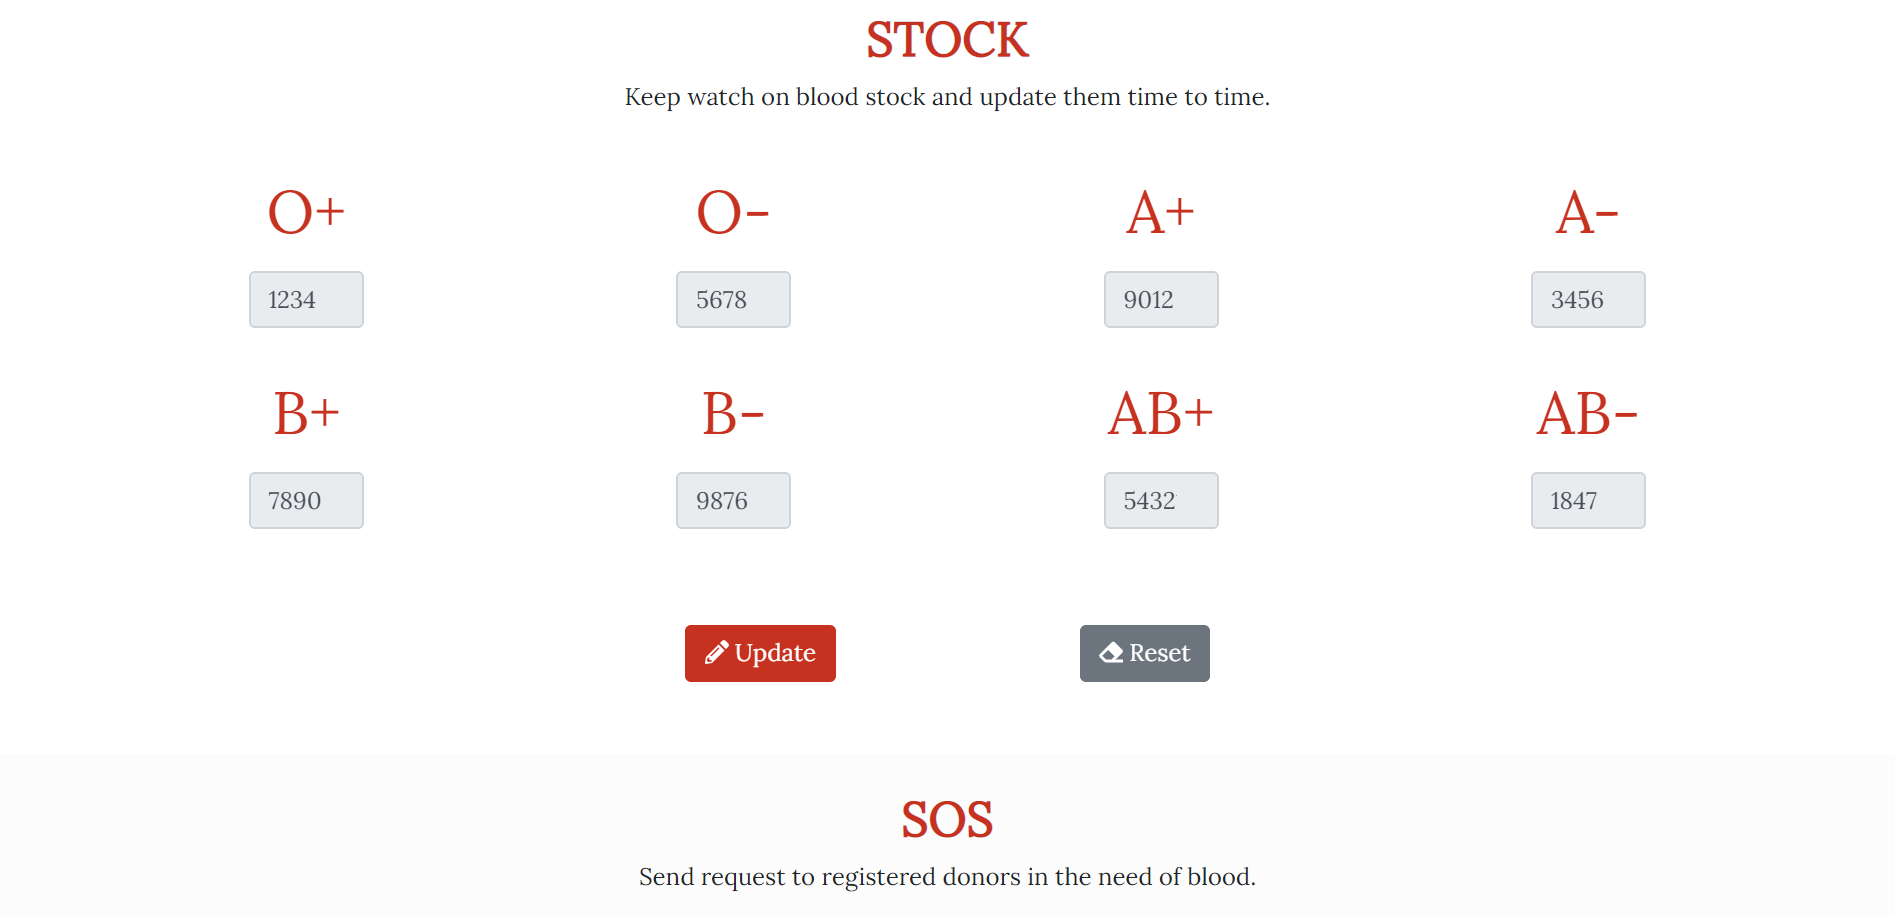 STOCK
Keep watch on blood stock and update them time to time.
O+ O- A+ A-
1234 5678 9012 3456
B+ B- AB+ AB-
7890 9876 5432 1847
Update Reset
SOS
Send request to registered donors in the need of blood.